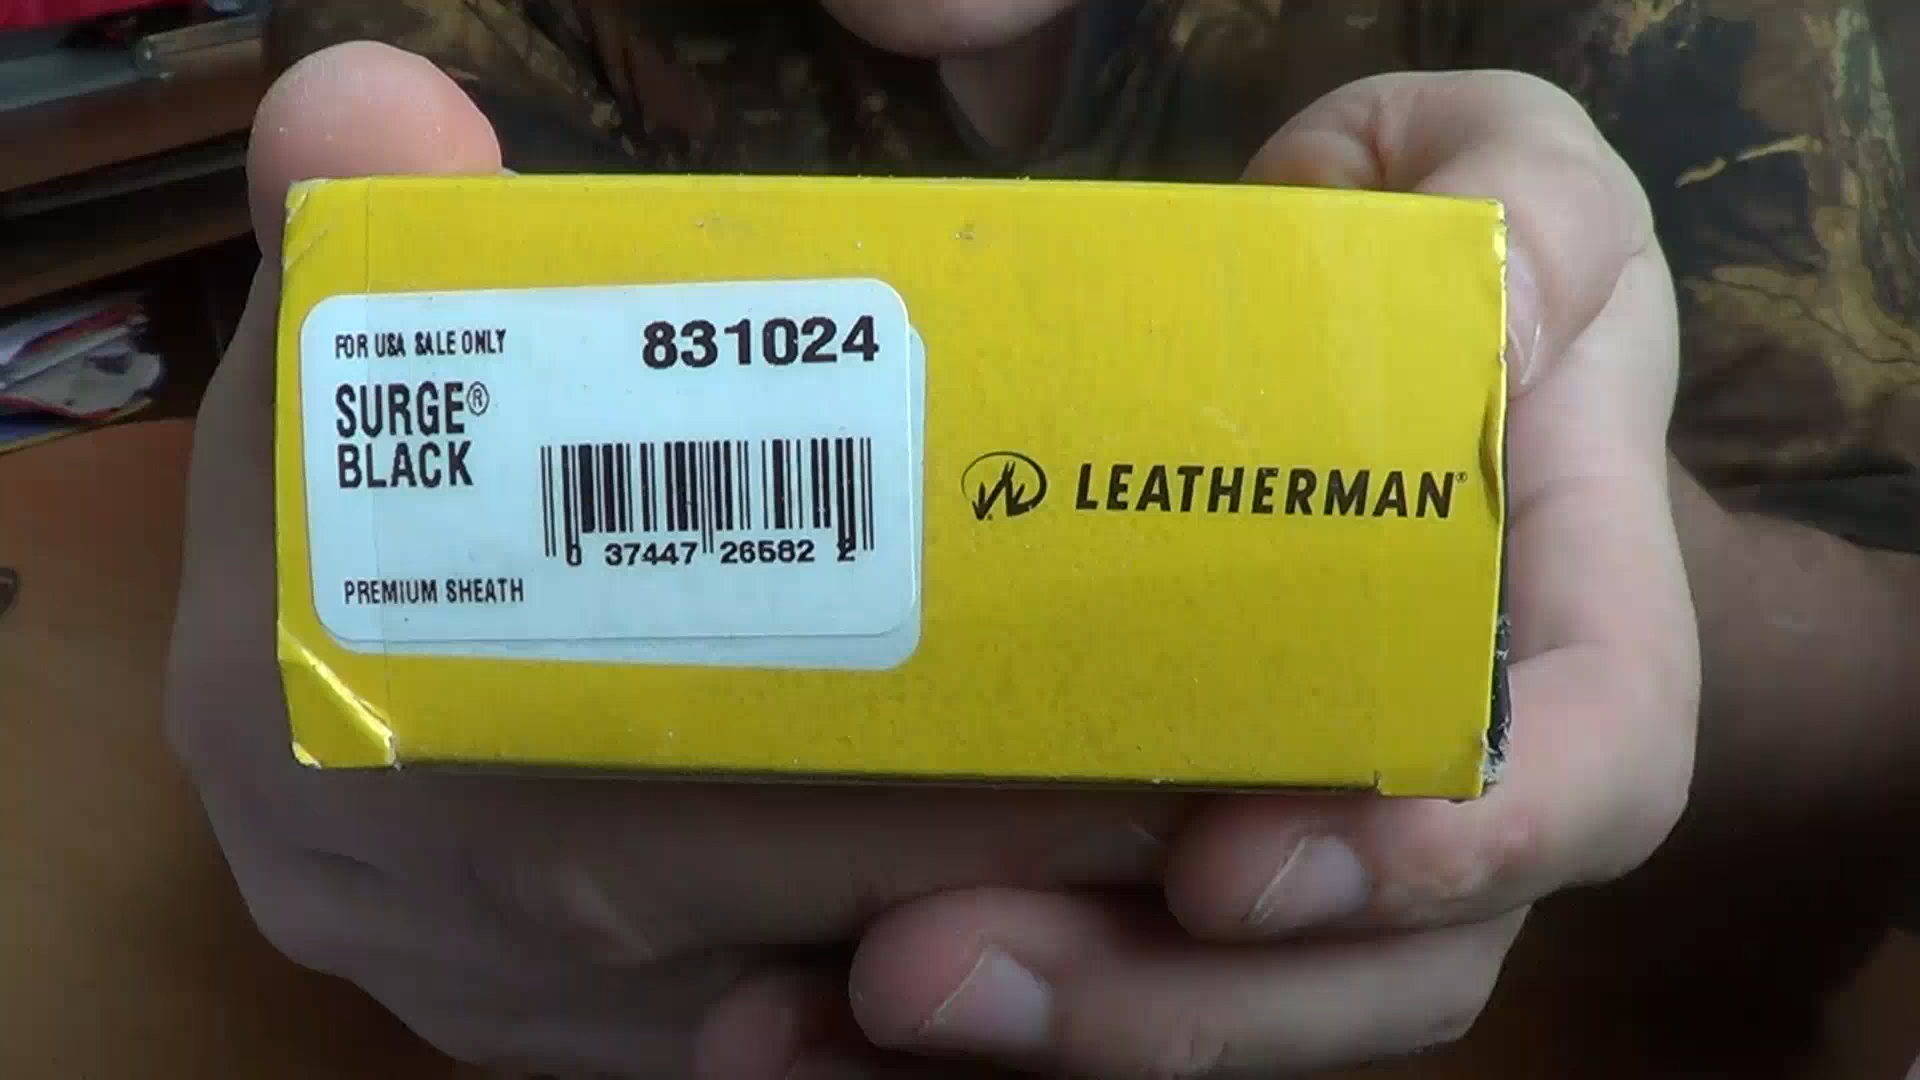 FOR USA SALE ONLY
831024
SURGE®
BLACK
0 37447 26582 2
PREMIUM SHEATH
LEATHERMAN®